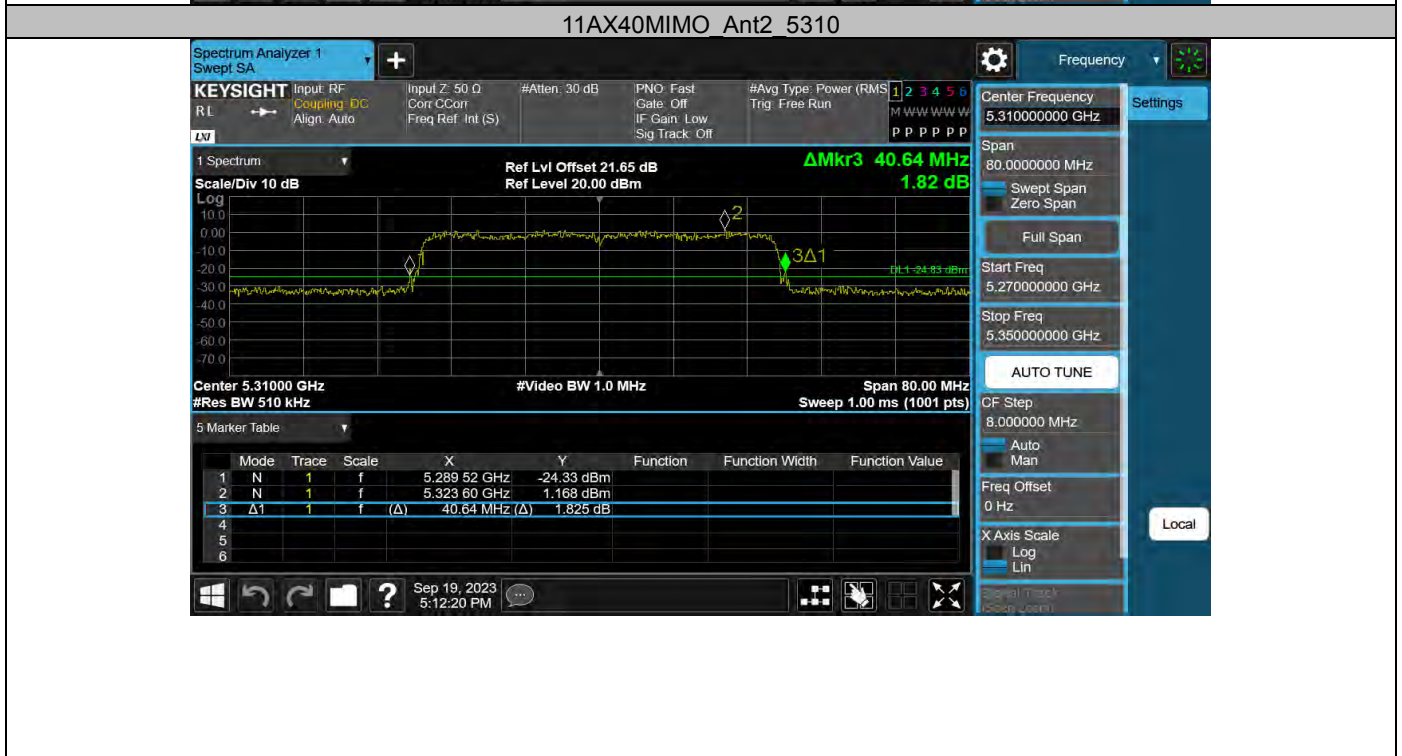 11AX40MIMO_Ant2_5310
Spectrum Analyzer 1
Swept SA
Frequency
KEYSIGHT
RL
LXI
Input: RF
Coupling: DC
Align: Auto
Input Z: 50 Ω
Corr CCorr
Freq Ref: Int (S)
#Atten: 30 dB
PNO: Fast
Gate: Off
IF Gain: Low
Sig Track: Off
#Avg Type: Power (RMS
Trig: Free Run
1 2 3 4 5 6
M W W W W W
P P P P P P
1 Spectrum
Scale/Div 10 dB
Ref Lvl Offset 21.65 dB
Ref Level 20.00 dBm
ΔMkr3 40.64 MHz
1.82 dB
Log
10.0
0.00
-10.0
-20.0
-30.0
-40.0
-50.0
-60.0
-70.0
2
3Δ1
DL1 -24.83 dBm
Center 5.31000 GHz
#Video BW 1.0 MHz
Span 80.00 MHz
#Res BW 510 kHz
Sweep 1.00 ms (1001 pts)
5 Marker Table
Mode Trace Scale X Y Function Function Width Function Value
1 N 1 f 5.289 52 GHz -24.33 dBm
2 N 1 f 5.323 60 GHz 1.168 dBm
3 Δ1 1 f (Δ) 40.64 MHz (Δ) 1.825 dB
4
5
6
Sep 19, 2023
5:12:20 PM
Center Frequency
5.310000000 GHz
Settings
Span
80.0000000 MHz
Swept Span
Zero Span
Full Span
Start Freq
5.270000000 GHz
Stop Freq
5.350000000 GHz
AUTO TUNE
CF Step
8.000000 MHz
Auto
Man
Freq Offset
0 Hz
Local
X Axis Scale
Log
Lin
Signal Track
(Span Zoom)